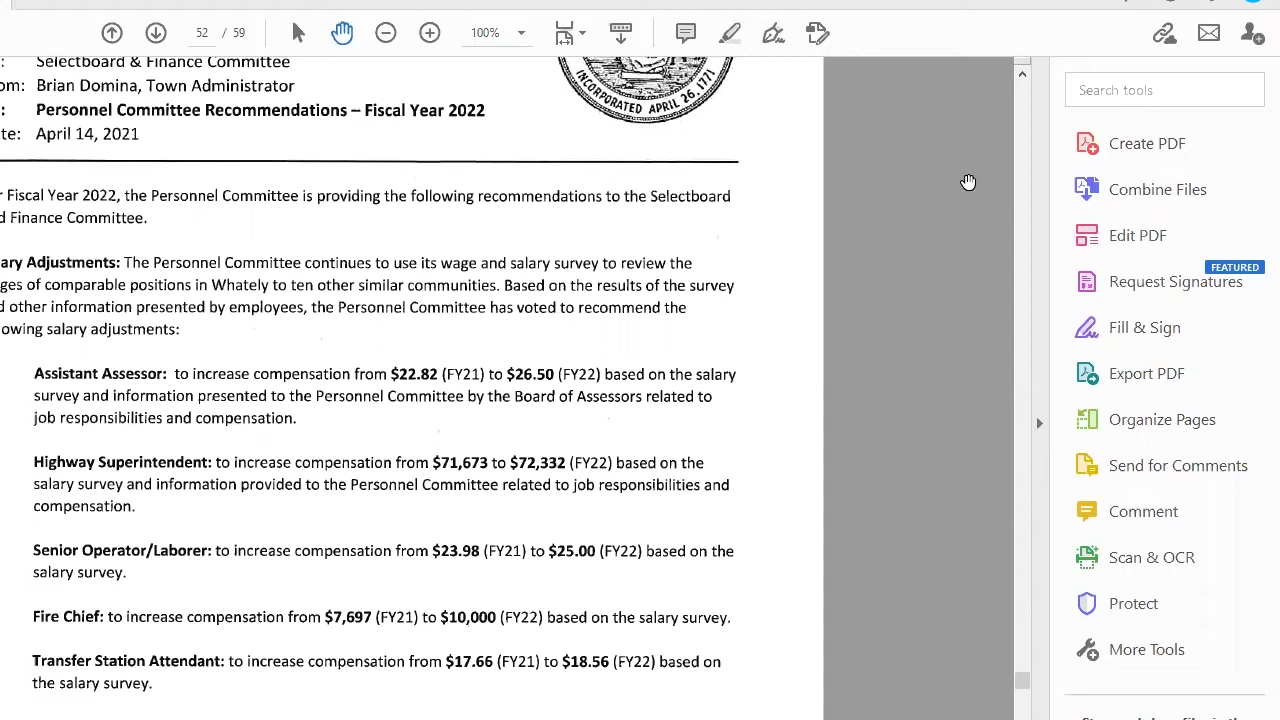 52 / 59
100%
: Selectboard & Finance Committee
om: Brian Domina, Town Administrator
: Personnel Committee Recommendations – Fiscal Year 2022
te: April 14, 2021
INCORPORATED APRIL 26, 1771
r Fiscal Year 2022, the Personnel Committee is providing the following recommendations to the Selectboard
d Finance Committee.
ary Adjustments: The Personnel Committee continues to use its wage and salary survey to review the
ges of comparable positions in Whately to ten other similar communities. Based on the results of the survey
d other information presented by employees, the Personnel Committee has voted to recommend the
owing salary adjustments:
Assistant Assessor: to increase compensation from $22.82 (FY21) to $26.50 (FY22) based on the salary
survey and information presented to the Personnel Committee by the Board of Assessors related to
job responsibilities and compensation.
Highway Superintendent: to increase compensation from $71,673 to $72,332 (FY22) based on the
salary survey and information provided to the Personnel Committee related to job responsibilities and
compensation.
Senior Operator/Laborer: to increase compensation from $23.98 (FY21) to $25.00 (FY22) based on the
salary survey.
Fire Chief: to increase compensation from $7,697 (FY21) to $10,000 (FY22) based on the salary survey.
Transfer Station Attendant: to increase compensation from $17.66 (FY21) to $18.56 (FY22) based on
the salary survey.
Search tools
Create PDF
Combine Files
Edit PDF
FEATURED
Request Signatures
Fill & Sign
Export PDF
Organize Pages
Send for Comments
Comment
Scan & OCR
Protect
More Tools